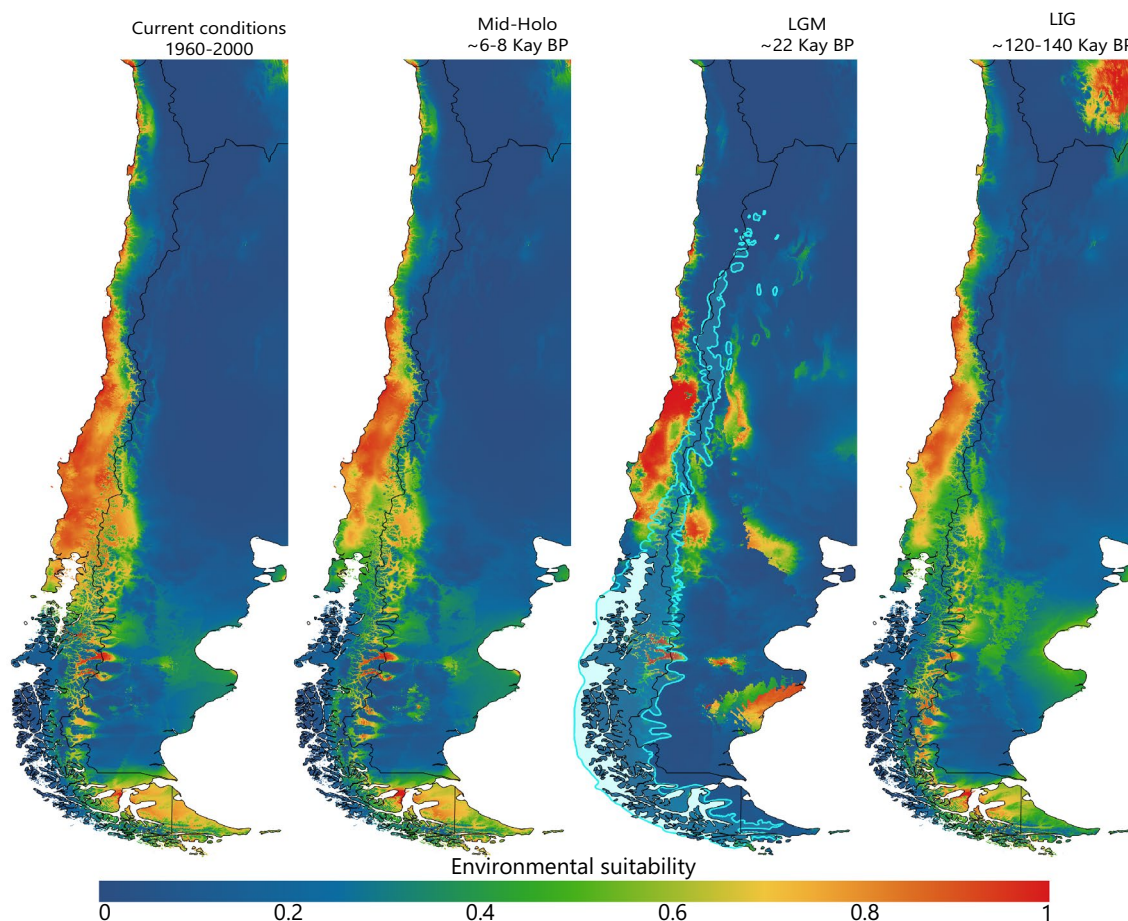 Current conditions
1960-2000
Mid-Holo
~6-8 Kay BP
LGM
~22 Kay BP
LIG
~120-140 Kay BP
Environmental suitability
0 0.2 0.4 0.6 0.8 1